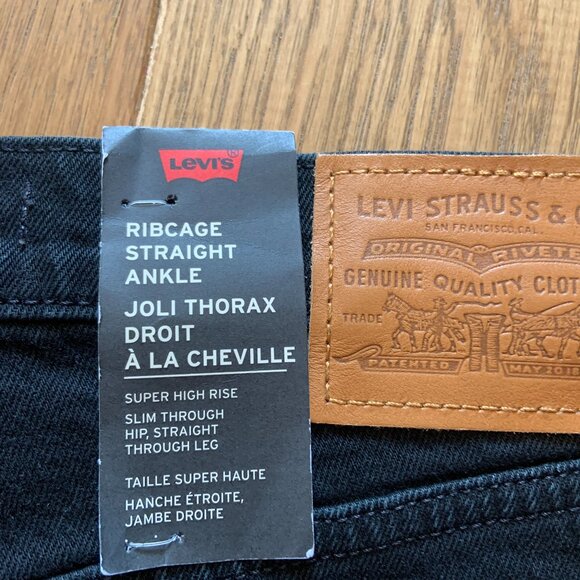 Levi's
RIBCAGE
STRAIGHT
ANKLE
JOLI THORAX
DROIT
À LA CHEVILLE
SUPER HIGH RISE
SLIM THROUGH
HIP, STRAIGHT
THROUGH LEG
TAILLE SUPER HAUTE
HANCHE ÉTROITE,
JAMBE DROITE
LEVI STRAUSS &
SAN FRANCISCO, CAL.
ORIGINAL RIVETE
GENUINE QUALITY CLOT
TRADE
PATENTED MAY 20 18